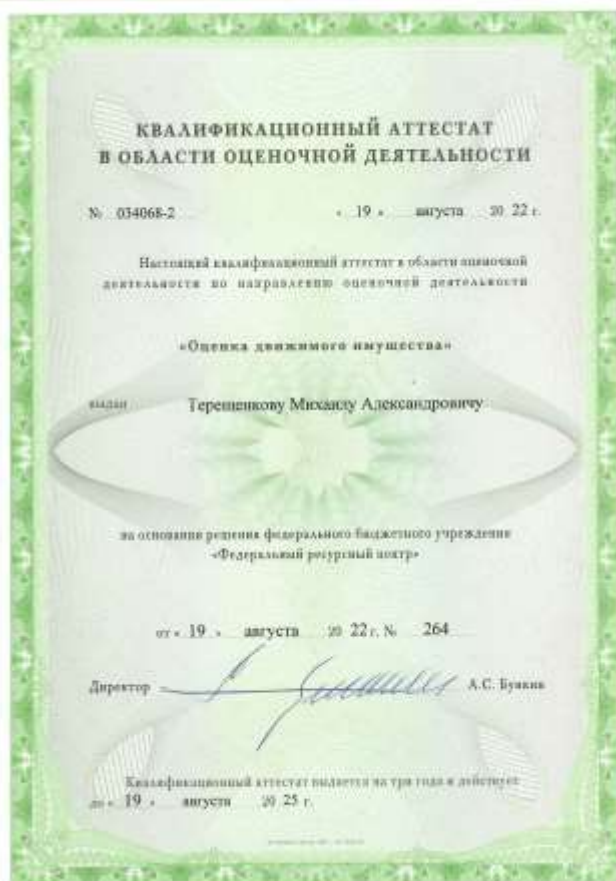 КВАЛИФИКАЦИОННЫЙ АТТЕСТАТ
В ОБЛАСТИ ОЦЕНОЧНОЙ ДЕЯТЕЛЬНОСТИ
№ 034068-2 « 19 » августа 20 22 г.
Настоящий квалификационный аттестат в области оценочной
деятельности по направлению оценочной деятельности
«Оценка движимого имущества»
выдан Терешенкову Михаилу Александровичу
на основании решения федерального бюджетного учреждения
«Федеральный ресурсный центр»
от « 19 » августа 20 22 г. № 264
Директор А.С. Бункин
Квалификационный аттестат выдается на три года и действует
до « 19 » августа 20 25 г.